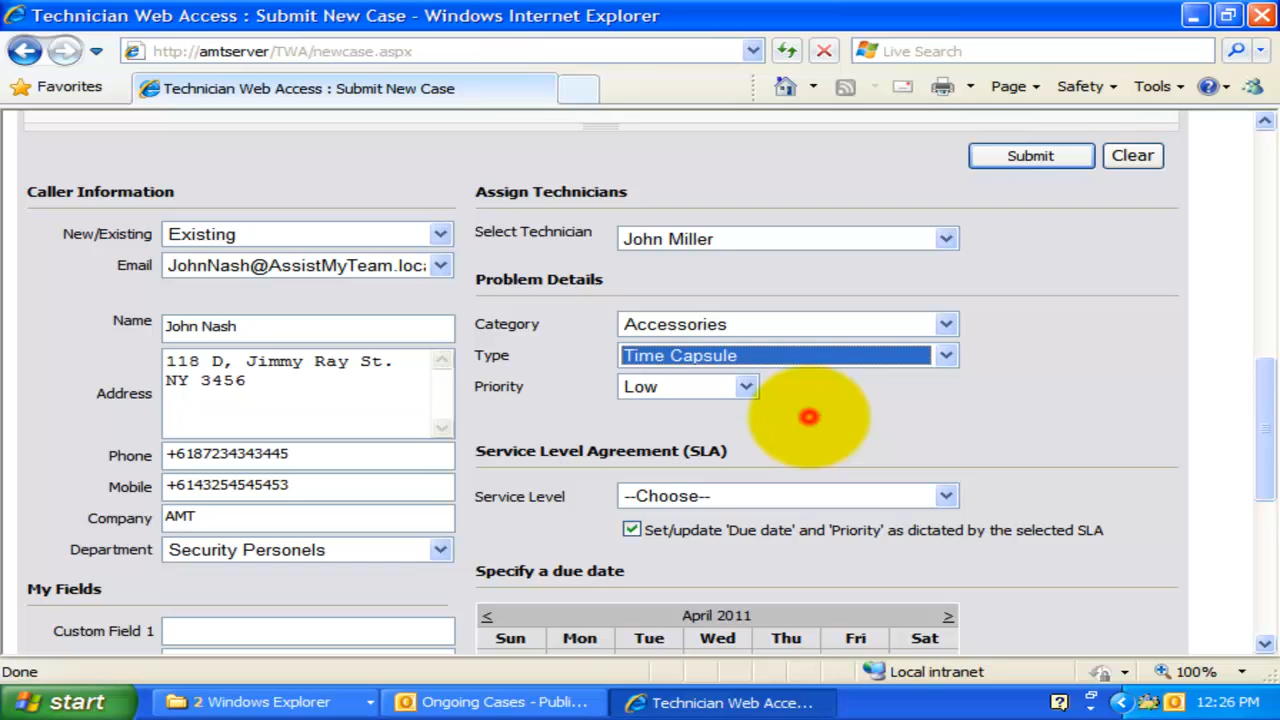 Technician Web Access : Submit New Case - Windows Internet Explorer
http://amtserver/TWA/newcase.aspx
Live Search
Favorites
Technician Web Access : Submit New Case
Page
Safety
Tools
Submit
Clear
Caller Information
New/Existing
Existing
Email
JohnNash@AssistMyTeam.loca
Name
John Nash
Address
118 D, Jimmy Ray St.
NY 3456
Phone
+6187234343445
Mobile
+6143254545453
Company
AMT
Department
Security Personels
My Fields
Custom Field 1
Assign Technicians
Select Technician
John Miller
Problem Details
Category
Accessories
Type
Time Capsule
Priority
Low
Service Level Agreement (SLA)
Service Level
--Choose--
Set/update 'Due date' and 'Priority' as dictated by the selected SLA
Specify a due date
< April 2011 >
Sun Mon Tue Wed Thu Fri Sat
Done
Local intranet
100%
start
2 Windows Explorer
Ongoing Cases - Publi...
Technician Web Acce...
12:26 PM